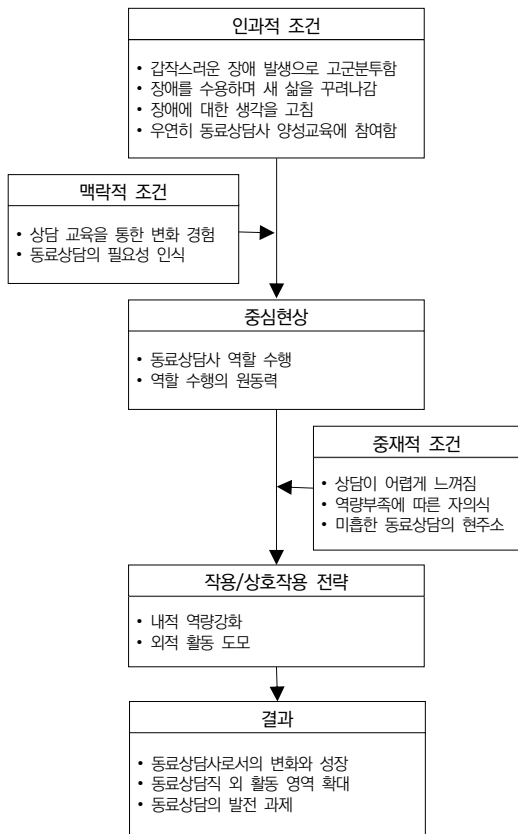 인과적 조건
• 갑작스러운 장애 발생으로 고군분투함
• 장애를 수용하며 새 삶을 꾸려나감
• 장애에 대한 생각을 고침
• 우연히 동료상담사 양성교육에 참여함
맥락적 조건
• 상담 교육을 통한 변화 경험
• 동료상담의 필요성 인식
중심현상
• 동료상담사 역할 수행
• 역할 수행의 원동력
중재적 조건
• 상담이 어렵게 느껴짐
• 역량부족에 따른 자의식
• 미흡한 동료상담의 현주소
작용/상호작용 전략
• 내적 역량강화
• 외적 활동 도모
결과
• 동료상담사로서의 변화와 성장
• 동료상담직 외 활동 영역 확대
• 동료상담의 발전 과제